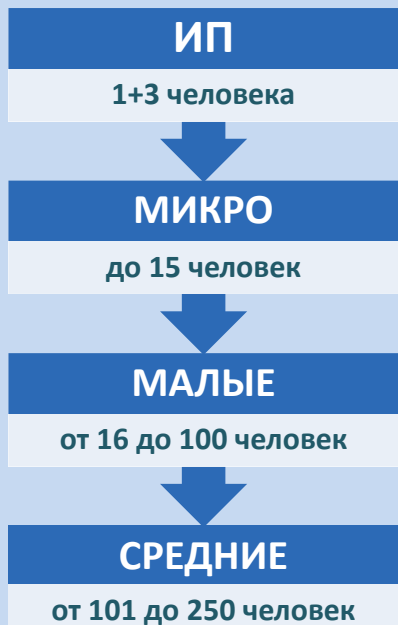 ИП
1+3 человека
МИКРО
до 15 человек
МАЛЫЕ
от 16 до 100 человек
СРЕДНИЕ
от 101 до 250 человек